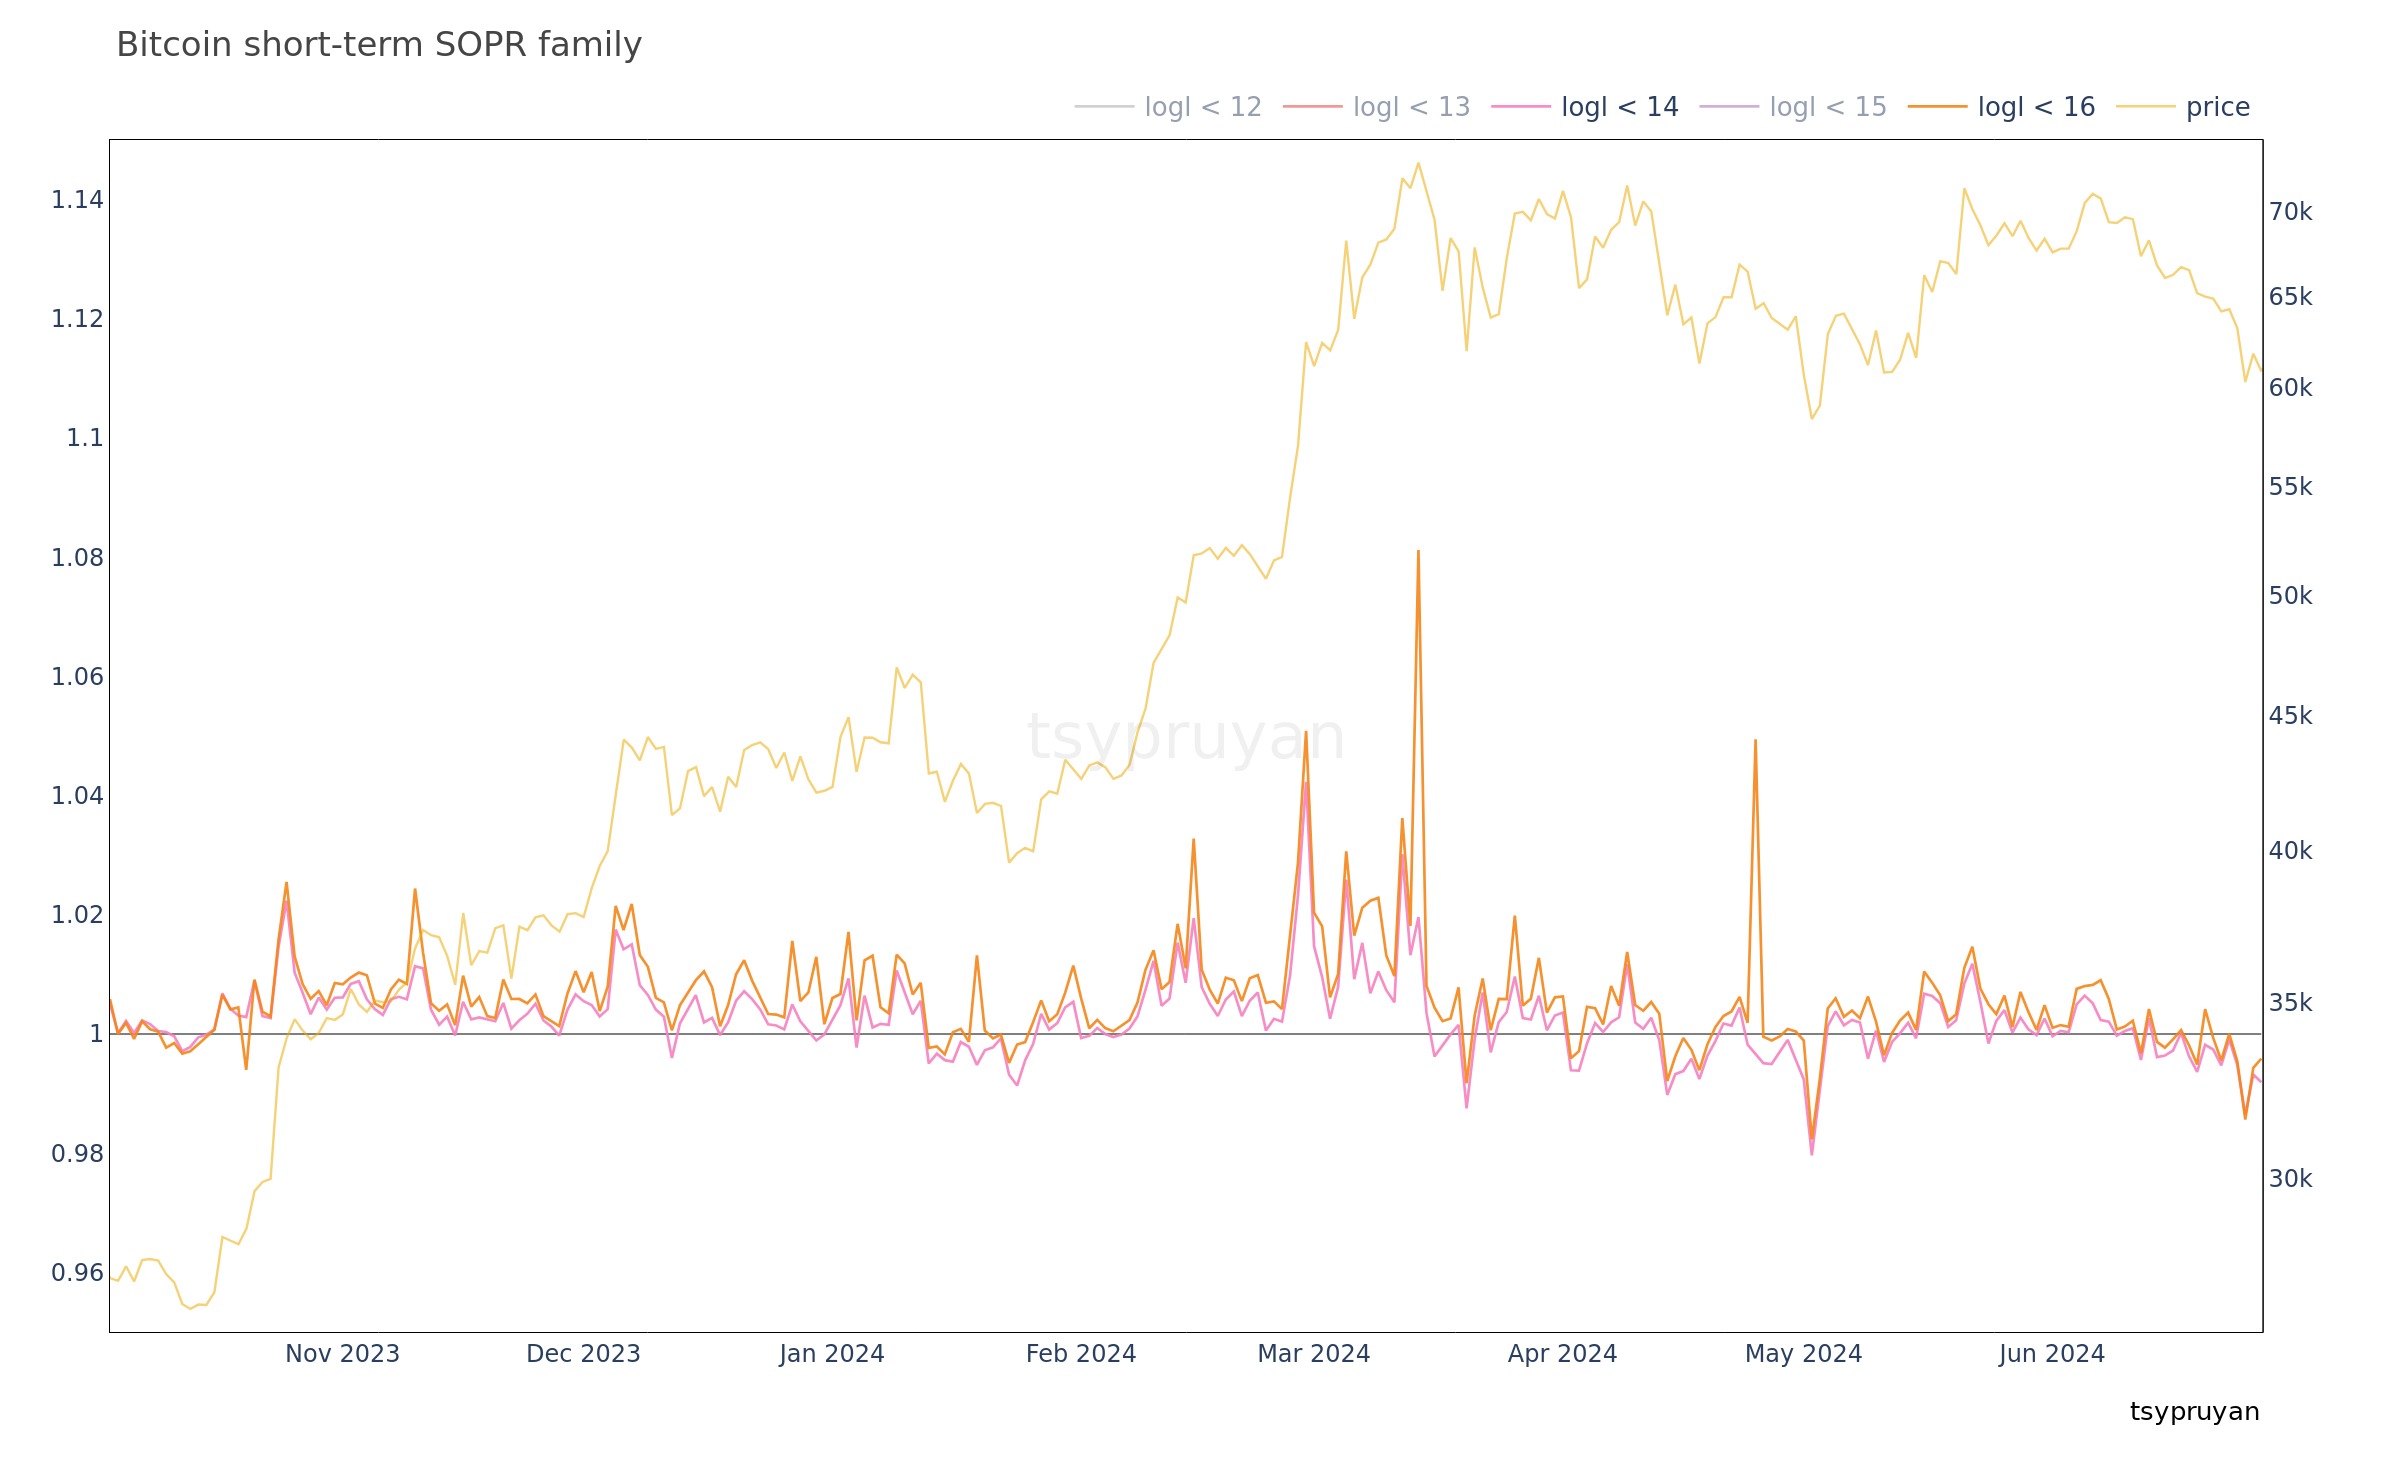 Bitcoin short-term SOPR family
logl < 12 logl < 13 logl < 14 logl < 15 logl < 16 price
1.14
1.12
1.1
1.08
1.06
1.04
1.02
1
0.98
0.96
70k
65k
60k
55k
50k
45k
40k
35k
30k
tsypruyan
Nov 2023 Dec 2023 Jan 2024 Feb 2024 Mar 2024 Apr 2024 May 2024 Jun 2024
tsypruyan